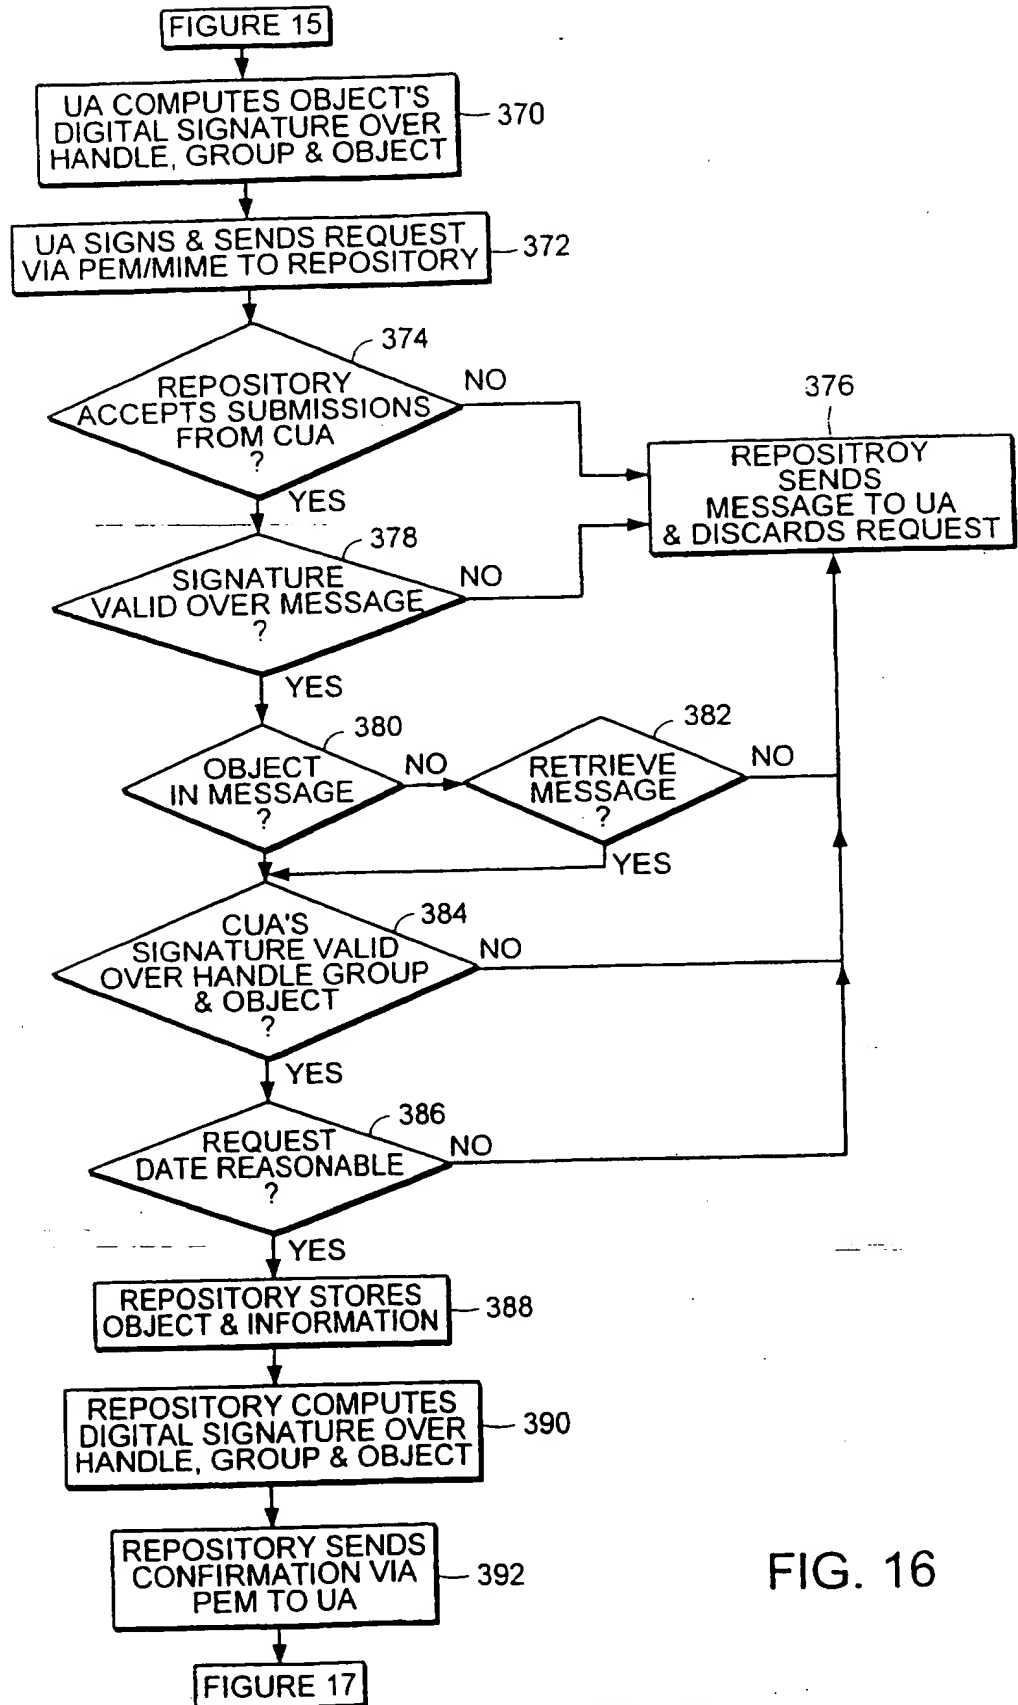 FIGURE 15
UA COMPUTES OBJECT'S
DIGITAL SIGNATURE OVER
HANDLE, GROUP & OBJECT
370
UA SIGNS & SENDS REQUEST
VIA PEM/MIME TO REPOSITORY
372
374
REPOSITORY
ACCEPTS SUBMISSIONS
FROM CUA
?
NO
YES
376
REPOSITROY
SENDS
MESSAGE TO UA
& DISCARDS REQUEST
378
SIGNATURE
VALID OVER MESSAGE
?
NO
YES
380
OBJECT
IN MESSAGE
?
NO
382
RETRIEVE
MESSAGE
?
NO
YES
384
CUA'S
SIGNATURE VALID
OVER HANDLE GROUP
& OBJECT
?
NO
YES
386
REQUEST
DATE REASONABLE
?
NO
YES
REPOSITORY STORES
OBJECT & INFORMATION
388
REPOSITORY COMPUTES
DIGITAL SIGNATURE OVER
HANDLE, GROUP & OBJECT
390
REPOSITORY SENDS
CONFIRMATION VIA
PEM TO UA
392
FIGURE 17
FIG. 16